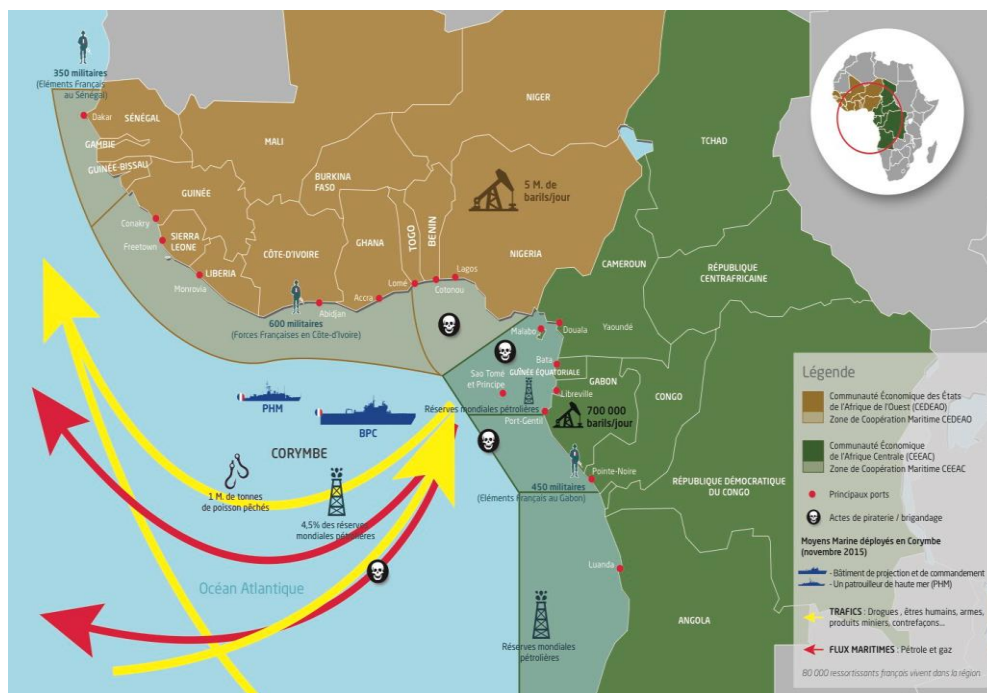 350 militaires
(Eléments Français
au Sénégal)
Dakar
SÉNÉGAL
GAMBIE
GUINÉE-BISSAU
MALI
NIGER
TCHAD
GUINÉE
BURKINA
FASO
5 M. de
barils/jour
Conakry
Freetown
SIERRA
LEONE
CÔTE-D'IVOIRE
GHANA
TOGO
BENIN
NIGERIA
CAMEROUN
RÉPUBLIQUE
CENTRAFRICAINE
LIBERIA
Monrovia
Abidjan
Accra
Lomé
Cotonou
Lagos
600 militaires
(Forces Françaises en Côte-d'Ivoire)
Malabo
Douala
Yaoundé
Bata
GUINÉE ÉQUATORIALE
Sao Tomé
et Principe
GABON
CONGO
Libreville
Réserves mondiales pétrolières
Port-Gentil
700 000
barils/jour
PHM
BPC
CORYMBE
1 M. de tonnes
de poisson pêchés
4,5% des réserves
mondiales pétrolières
Pointe-Noire
450 militaires
(Eléments Français au Gabon)
RÉPUBLIQUE DÉMOCRATIQUE
DU CONGO
Océan Atlantique
Luanda
ANGOLA
Réserves mondiales
pétrolières
Légende
Communauté Économique des États
de l'Afrique de l'Ouest (CEDEAO)
Zone de Coopération Maritime CEDEAO
Communauté Économique
de l'Afrique Centrale (CEEAC)
Zone de Coopération Maritime CEEAC
Principaux ports
Actes de piraterie / brigandage
Moyens Marine déployés en Corymbe
(novembre 2015)
- Bâtiment de projection et de commandement
- Un patrouilleur de haute mer (PHM)
TRAFICS : Drogues , êtres humains, armes,
produits miniers, contrefaçons...
FLUX MARITIMES : Pétrole et gaz
80 000 ressortissants français vivent dans la région